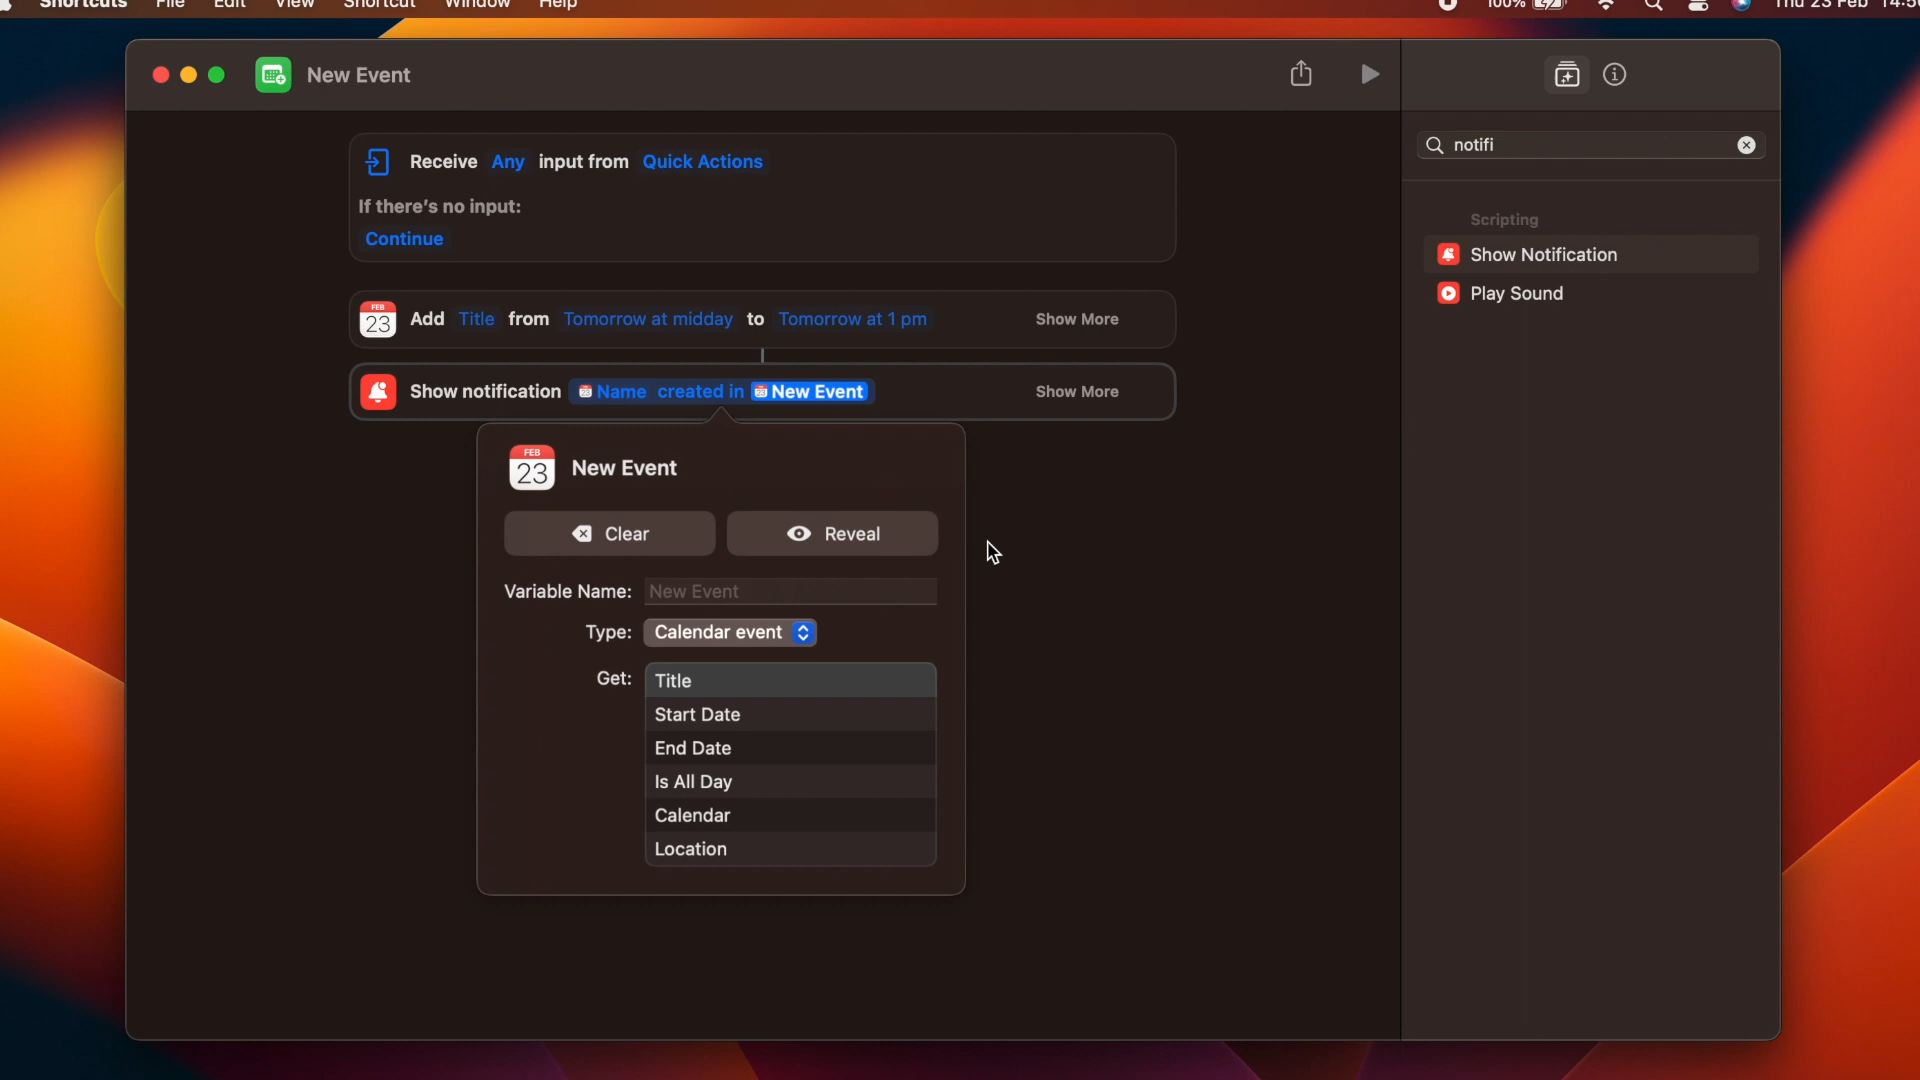 Shortcuts File Edit View Shortcut Window Help 100% Thu 23 Feb
New Event
Receive Any input from Quick Actions
If there's no input:
Continue
FEB
23
Add Title from Tomorrow at midday to Tomorrow at 1 pm Show More
Show notification Name created in New Event Show More
FEB
23
New Event
Clear Reveal
Variable Name: New Event
Type: Calendar event
Get: Title
Start Date
End Date
Is All Day
Calendar
Location
notifi
Scripting
Show Notification
Play Sound